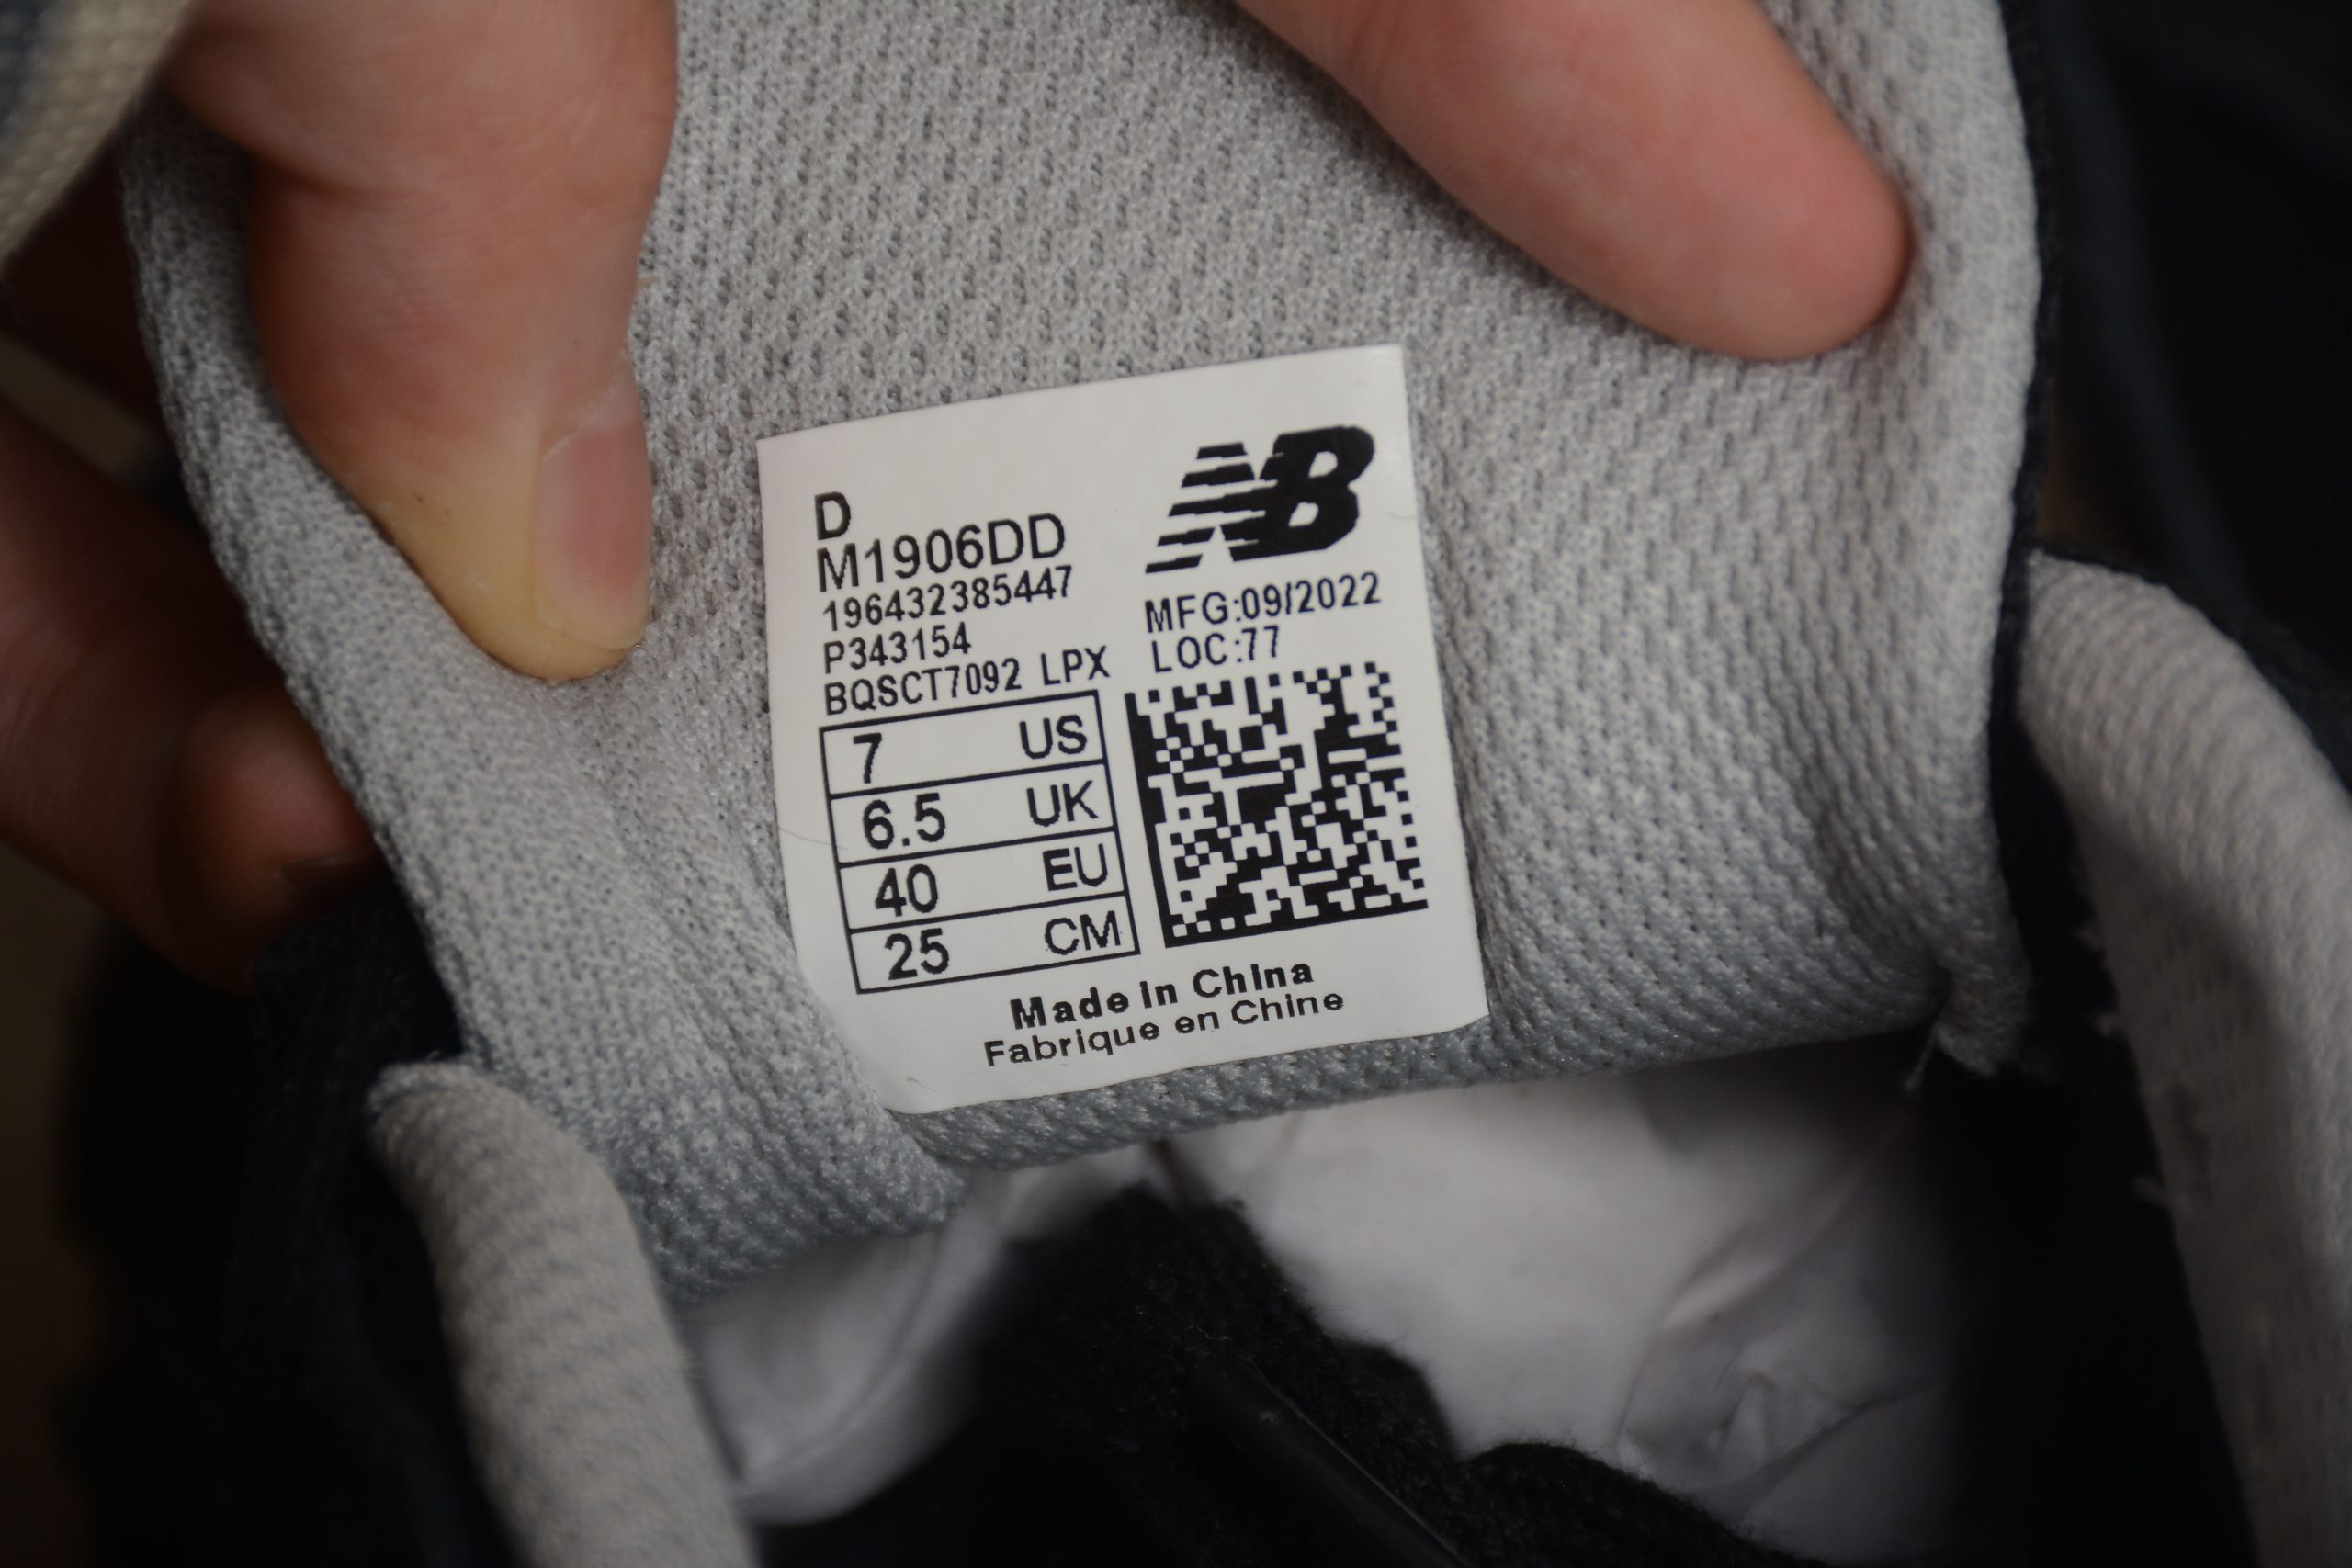 D
M1906DD
196432385447
P343154
BQSCT7092 LPX
NB
MFG:09/2022
LOC:77
7 US
6.5 UK
40 EU
25 CM
Made in China
Fabrique en Chine